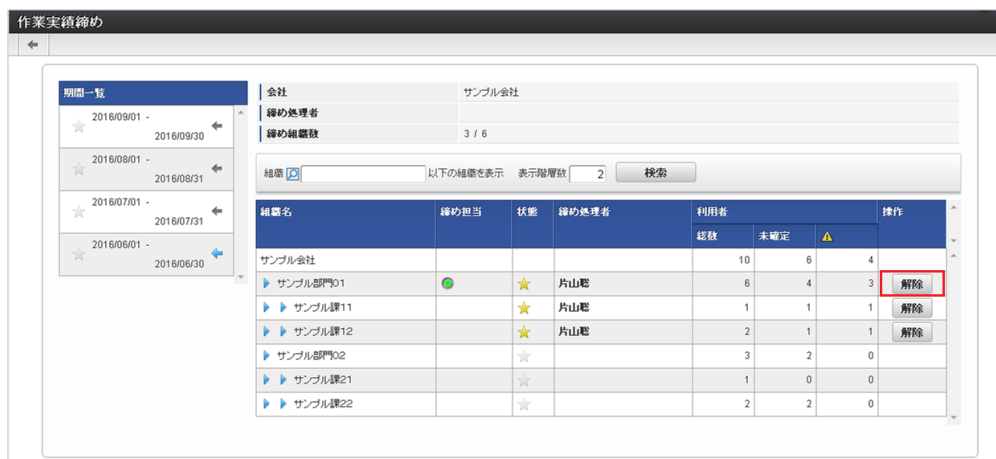 作業実績締め
期間一覧
2016/09/01 -
2016/09/30
2016/08/01 -
2016/08/31
2016/07/01 -
2016/07/31
2016/06/01 -
2016/06/30
会社 サンプル会社
締め処理者
締め組織数 3 / 6
組織 以下の組織を表示 表示階層数 2 検索
組織名 締め担当 状態 締め処理者 利用者 操作
総数 未確定
サンプル会社 10 6 4
サンプル部門01 片山聡 6 4 3 解除
サンプル課11 片山聡 1 1 1 解除
サンプル課12 片山聡 2 1 1 解除
サンプル部門02 3 2 0
サンプル課21 1 0 0
サンプル課22 2 2 0